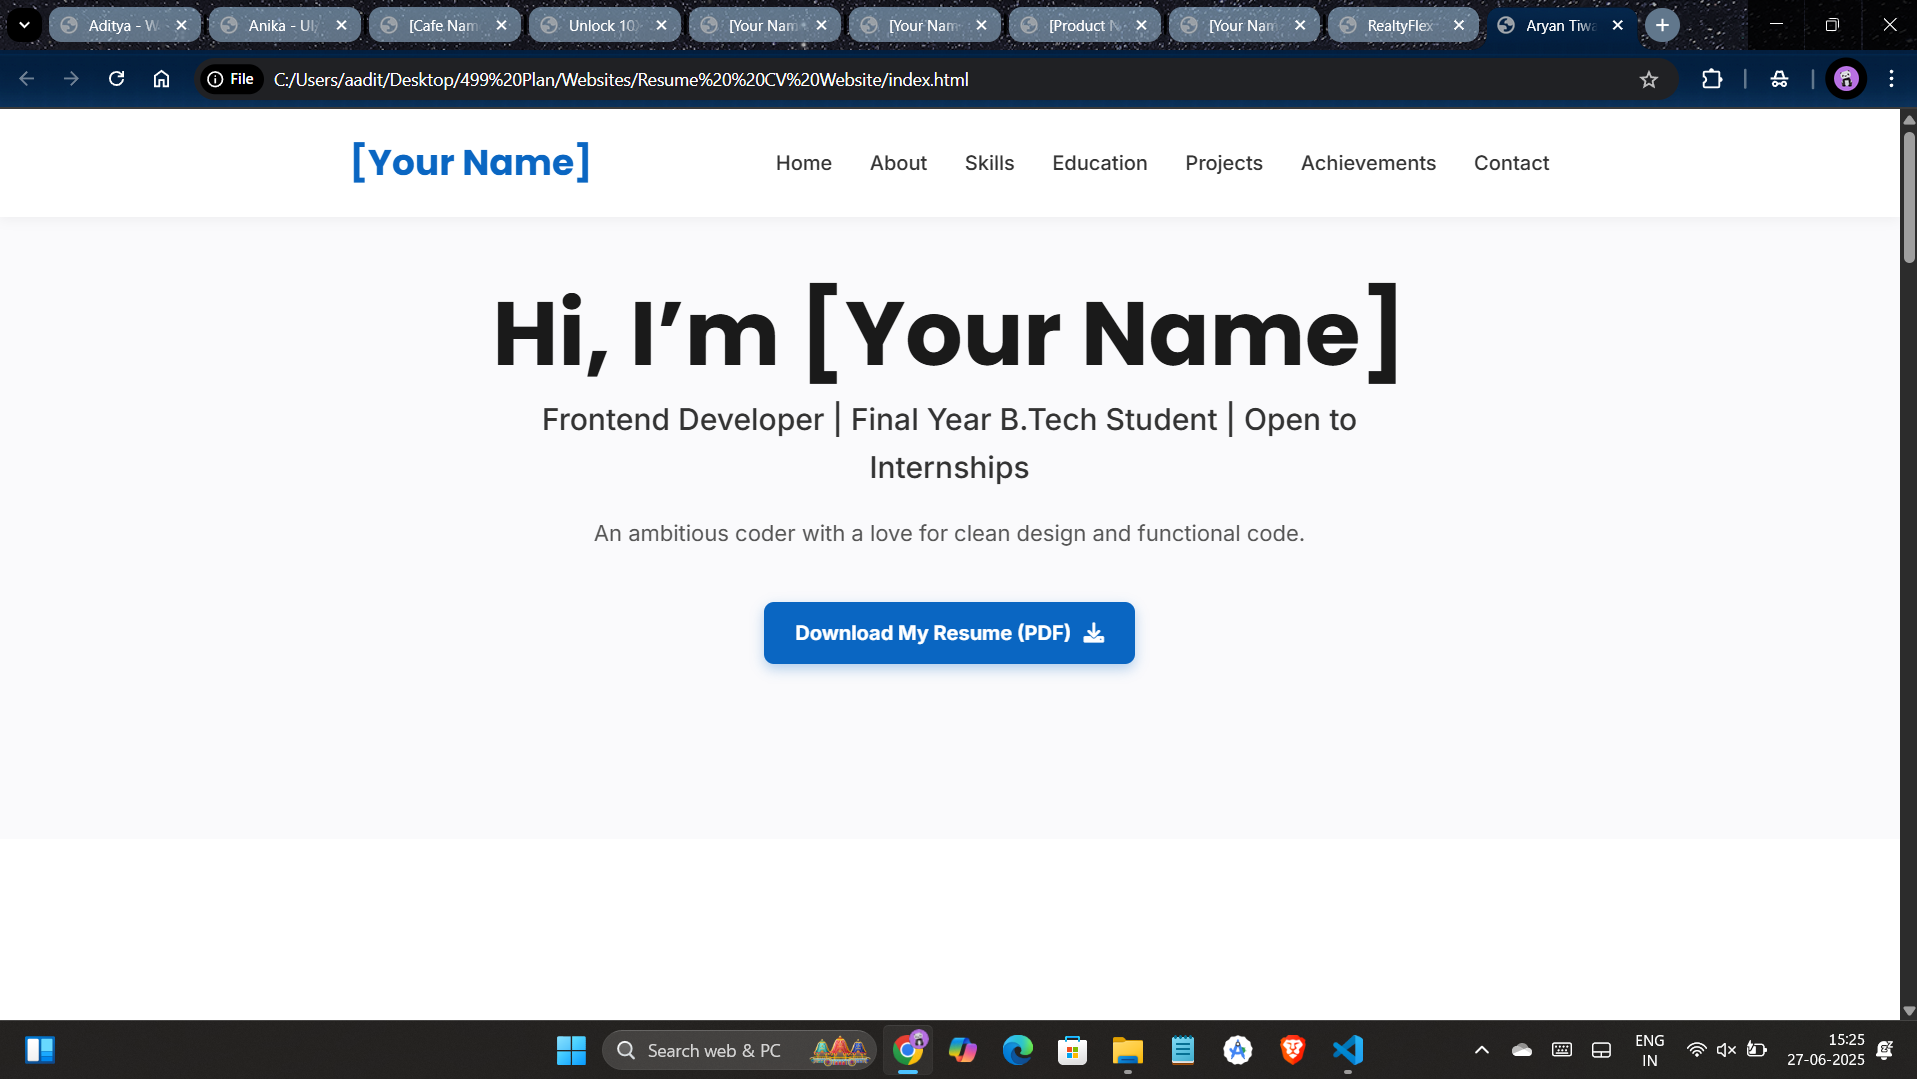 Aditya - W
Anika - UI
[Cafe Nam
Unlock 10
[Your Nam
[Your Nam
[Product N
[Your Nam
RealtyFlex
Aryan Tiwa
File
C:/Users/aadit/Desktop/499%20Plan/Websites/Resume%20%20CV%20Website/index.html
[Your Name]
Home
About
Skills
Education
Projects
Achievements
Contact
Hi, I’m [Your Name]
Frontend Developer | Final Year B.Tech Student | Open to
Internships
An ambitious coder with a love for clean design and functional code.
Download My Resume (PDF)
Search web & PC
ENG
IN
15:25
27-06-2025